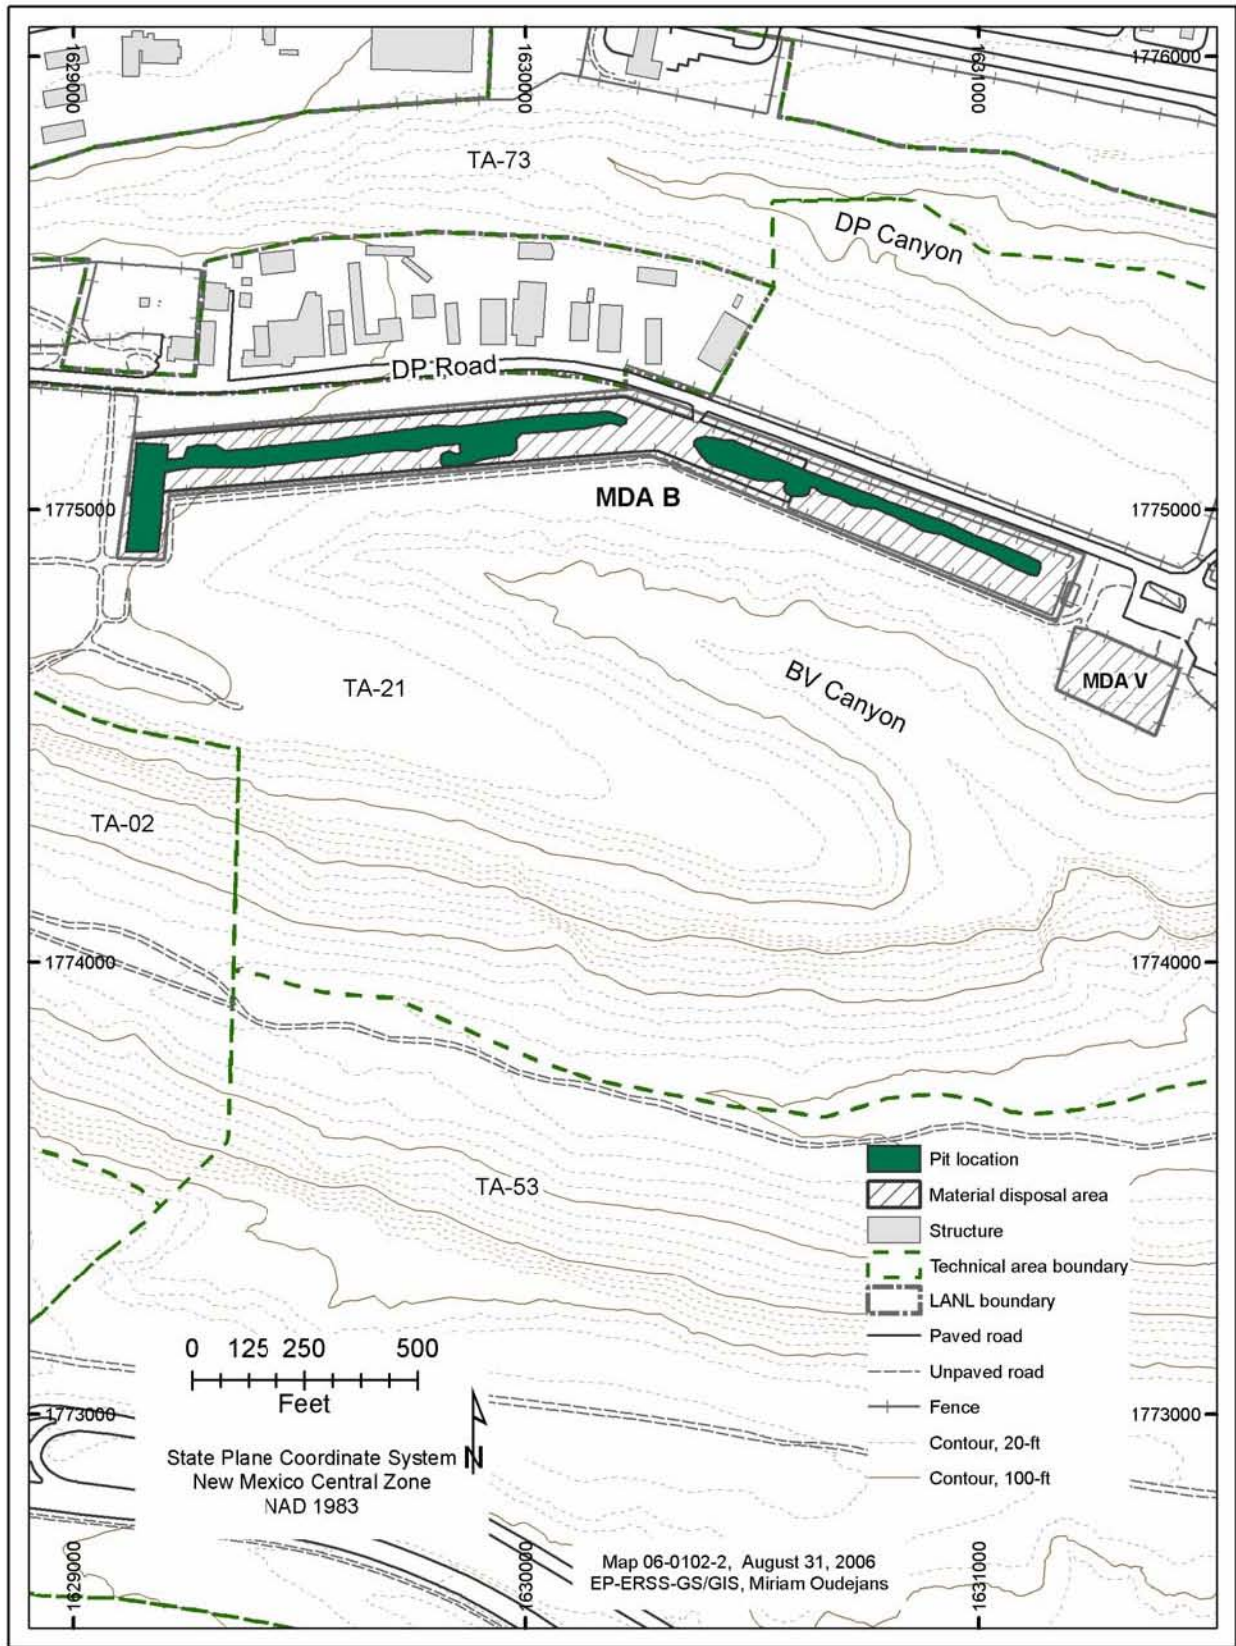 1629000
1630000
1631000
1776000
TA-73
DP Canyon
DP Road
1775000
MDA B
1775000
TA-21
BV Canyon
MDA V
TA-02
1774000
1774000
TA-53
Pit location
Material disposal area
Structure
Technical area boundary
LANL boundary
Paved road
Unpaved road
Fence
Contour, 20-ft
Contour, 100-ft
0 125 250 500
Feet
1773000
1773000
State Plane Coordinate System
New Mexico Central Zone
NAD 1983
N
Map 06-0102-2, August 31, 2006
EP-ERSS-GS/GIS, Miriam Oudejans
1629000
1630000
1631000